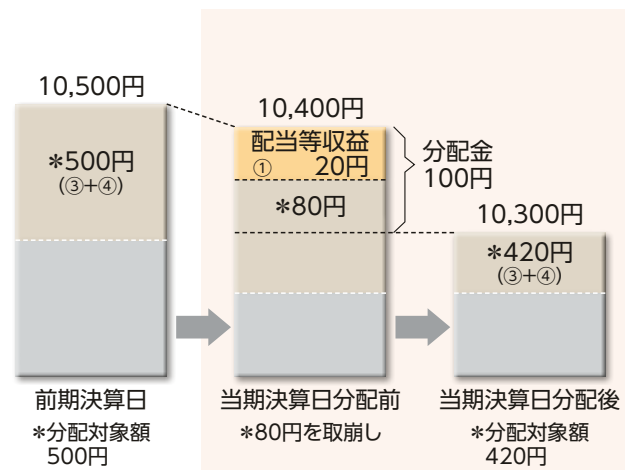 10,500円
*500円
(③+④)
前期決算日
*分配対象額
500円
10,400円
配当等収益
① 20円
*80円
分配金
100円
当期決算日分配前
*80円を取崩し
10,300円
*420円
(③+④)
当期決算日分配後
*分配対象額
420円